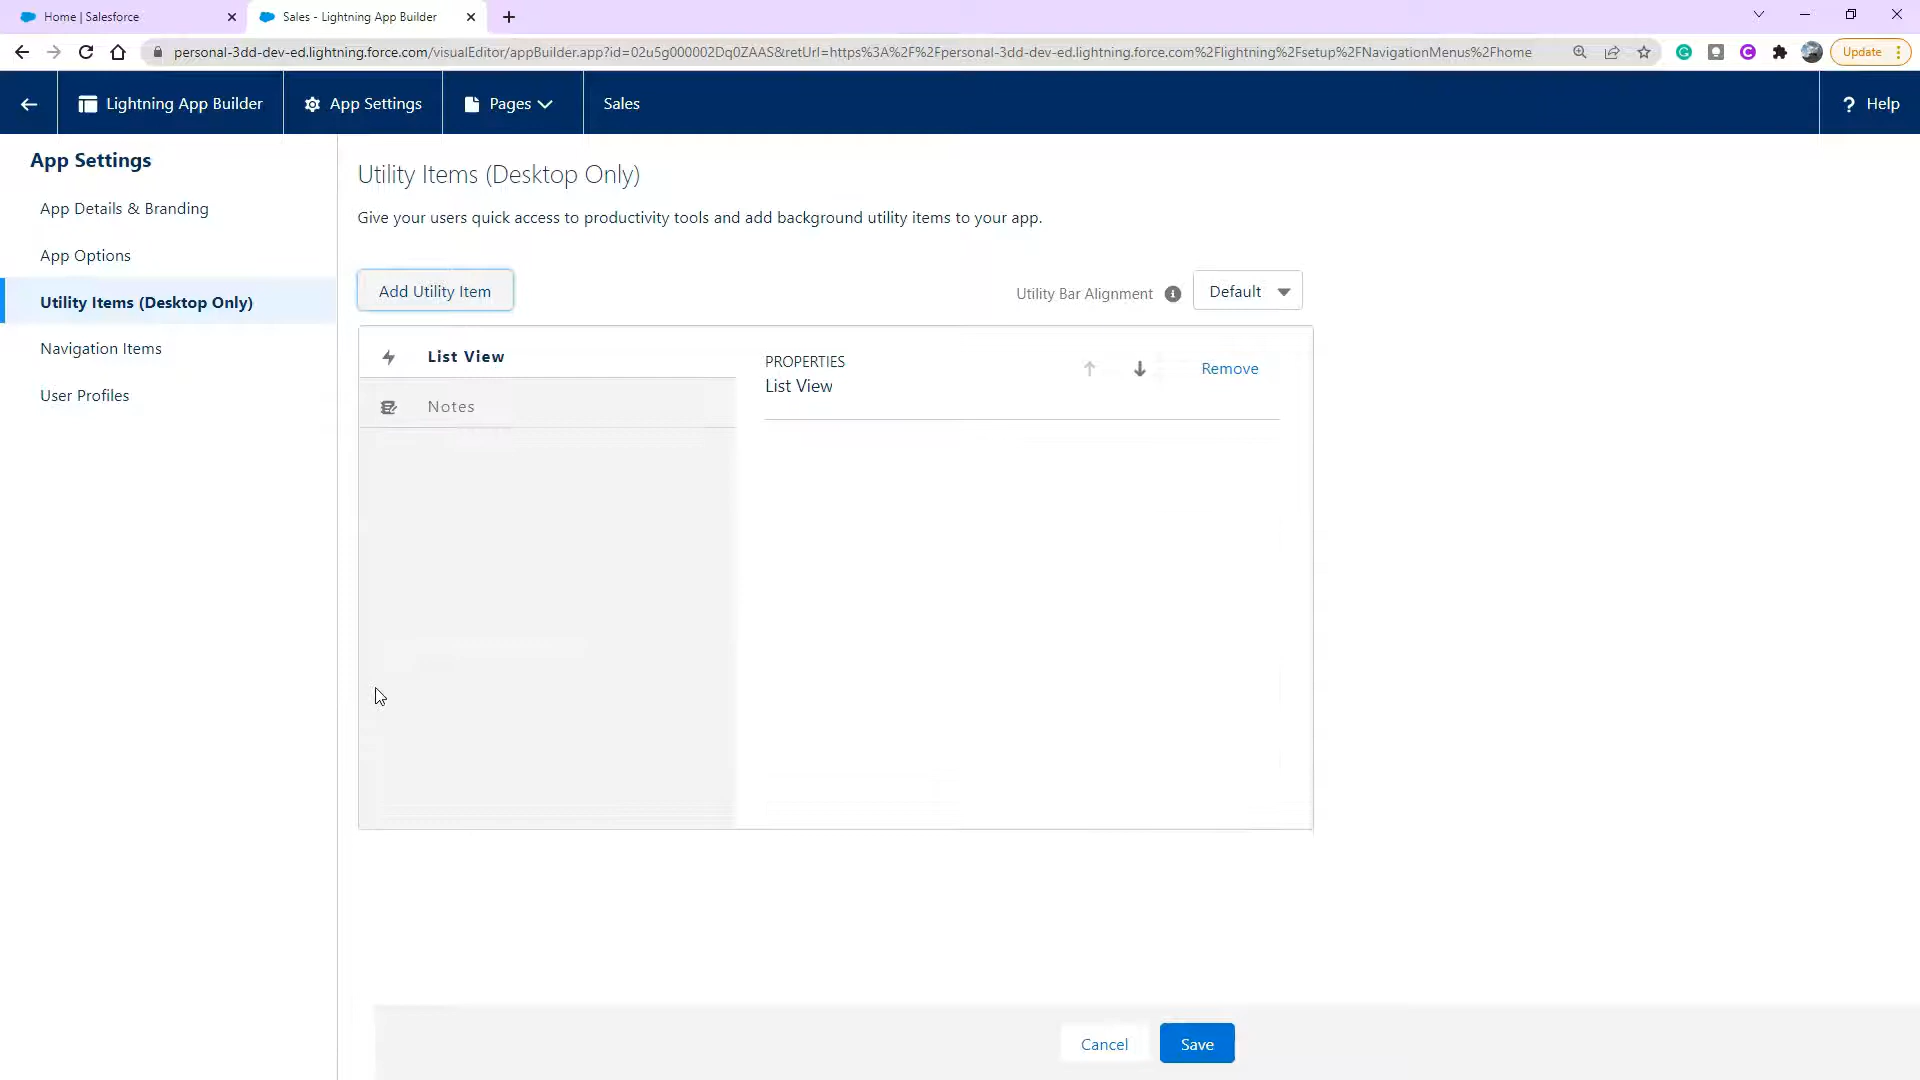 Home | Salesforce
Sales - Lightning App Builder
personal-3dd-dev-ed.lightning.force.com/visualEditor/appBuilder.app?id=02u5g000002Dq0ZAAS&retUrl=https%3A%2F%2Fpersonal-3dd-dev-ed.lightning.force.com%2Flightning%2Fsetup%2FNavigationMenus%2Fhome
Update
Lightning App Builder
App Settings
Pages
Sales
? Help
App Settings
App Details & Branding
App Options
Utility Items (Desktop Only)
Navigation Items
User Profiles
Utility Items (Desktop Only)
Give your users quick access to productivity tools and add background utility items to your app.
Add Utility Item
Utility Bar Alignment
Default
List View
Notes
PROPERTIES
List View
Remove
Cancel
Save